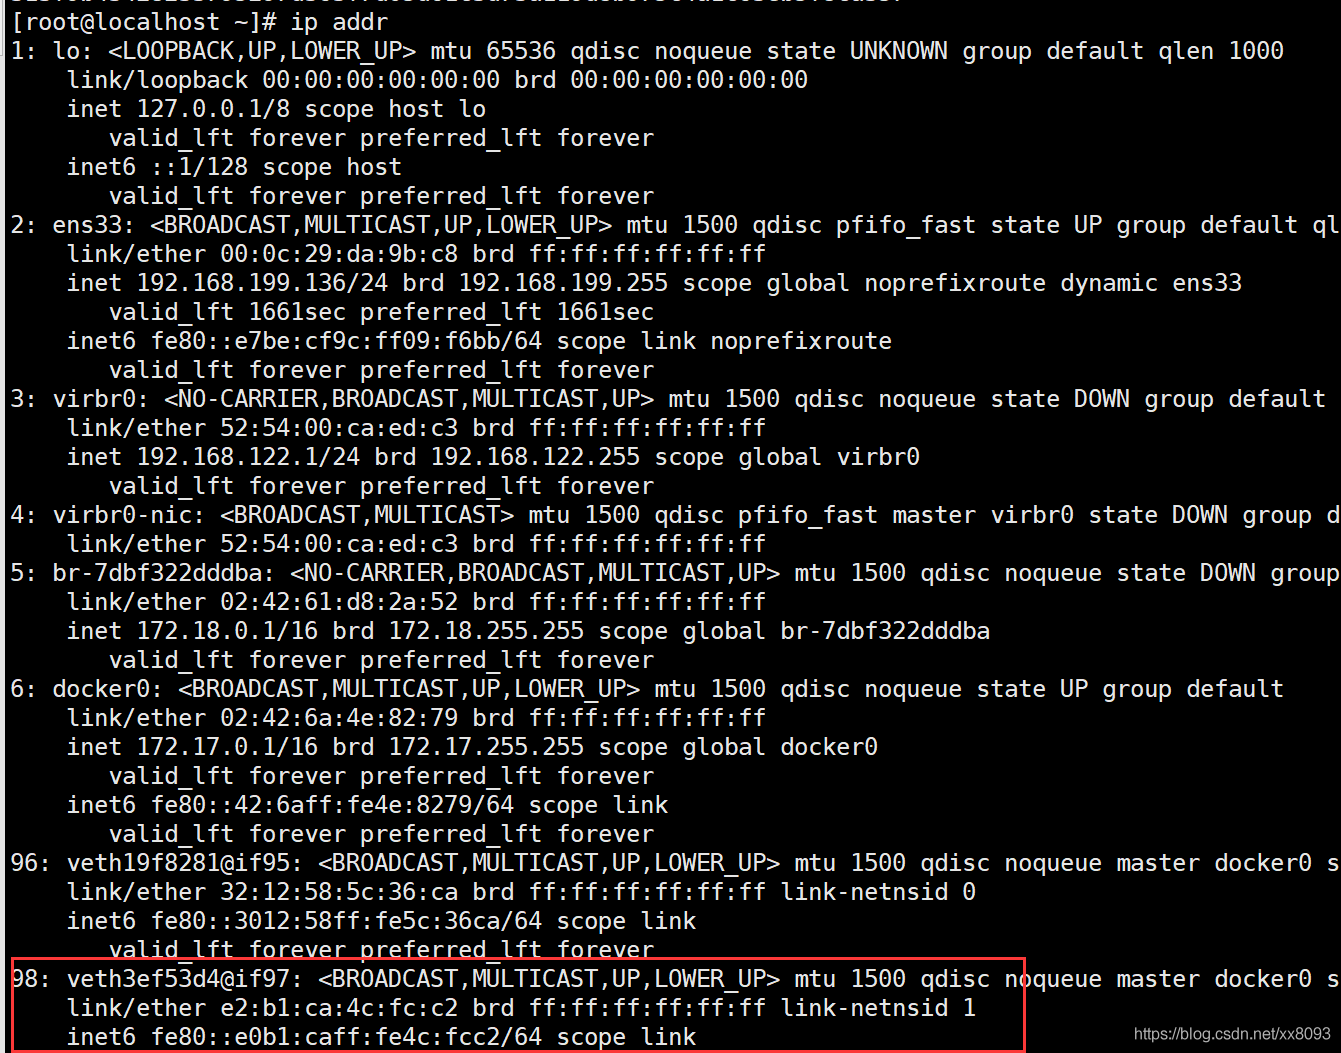 [root@localhost ~]# ip addr
1: lo: <LOOPBACK,UP,LOWER_UP> mtu 65536 qdisc noqueue state UNKNOWN group default qlen 1000
    link/loopback 00:00:00:00:00:00 brd 00:00:00:00:00:00
    inet 127.0.0.1/8 scope host lo
       valid_lft forever preferred_lft forever
    inet6 ::1/128 scope host
       valid_lft forever preferred_lft forever
2: ens33: <BROADCAST,MULTICAST,UP,LOWER_UP> mtu 1500 qdisc pfifo_fast state UP group default ql
    link/ether 00:0c:29:da:9b:c8 brd ff:ff:ff:ff:ff:ff
    inet 192.168.199.136/24 brd 192.168.199.255 scope global noprefixroute dynamic ens33
       valid_lft 1661sec preferred_lft 1661sec
    inet6 fe80::e7be:cf9c:ff09:f6bb/64 scope link noprefixroute
       valid_lft forever preferred_lft forever
3: virbr0: <NO-CARRIER,BROADCAST,MULTICAST,UP> mtu 1500 qdisc noqueue state DOWN group default
    link/ether 52:54:00:ca:ed:c3 brd ff:ff:ff:ff:ff:ff
    inet 192.168.122.1/24 brd 192.168.122.255 scope global virbr0
       valid_lft forever preferred_lft forever
4: virbr0-nic: <BROADCAST,MULTICAST> mtu 1500 qdisc pfifo_fast master virbr0 state DOWN group d
    link/ether 52:54:00:ca:ed:c3 brd ff:ff:ff:ff:ff:ff
5: br-7dbf322dddba: <NO-CARRIER,BROADCAST,MULTICAST,UP> mtu 1500 qdisc noqueue state DOWN group
    link/ether 02:42:61:d8:2a:52 brd ff:ff:ff:ff:ff:ff
    inet 172.18.0.1/16 brd 172.18.255.255 scope global br-7dbf322dddba
       valid_lft forever preferred_lft forever
6: docker0: <BROADCAST,MULTICAST,UP,LOWER_UP> mtu 1500 qdisc noqueue state UP group default
    link/ether 02:42:6a:4e:82:79 brd ff:ff:ff:ff:ff:ff
    inet 172.17.0.1/16 brd 172.17.255.255 scope global docker0
       valid_lft forever preferred_lft forever
    inet6 fe80::42:6aff:fe4e:8279/64 scope link
       valid_lft forever preferred_lft forever
96: veth19f8281@if95: <BROADCAST,MULTICAST,UP,LOWER_UP> mtu 1500 qdisc noqueue master docker0 s
    link/ether 32:12:58:5c:36:ca brd ff:ff:ff:ff:ff:ff link-netnsid 0
    inet6 fe80::3012:58ff:fe5c:36ca/64 scope link
       valid_lft forever preferred_lft forever
98: veth3ef53d4@if97: <BROADCAST,MULTICAST,UP,LOWER_UP> mtu 1500 qdisc noqueue master docker0 s
    link/ether e2:b1:ca:4c:fc:c2 brd ff:ff:ff:ff:ff:ff link-netnsid 1
    inet6 fe80::e0b1:caff:fe4c:fcc2/64 scope link
https://blog.csdn.net/xx8093